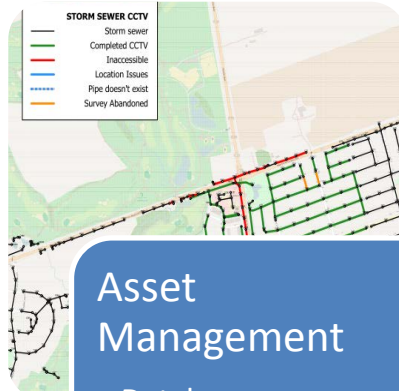 STORM SEWER CCTV
Storm sewer
Completed CCTV
Inaccessible
Location Issues
Pipe doesn't exist
Survey Abandoned
Asset
Management